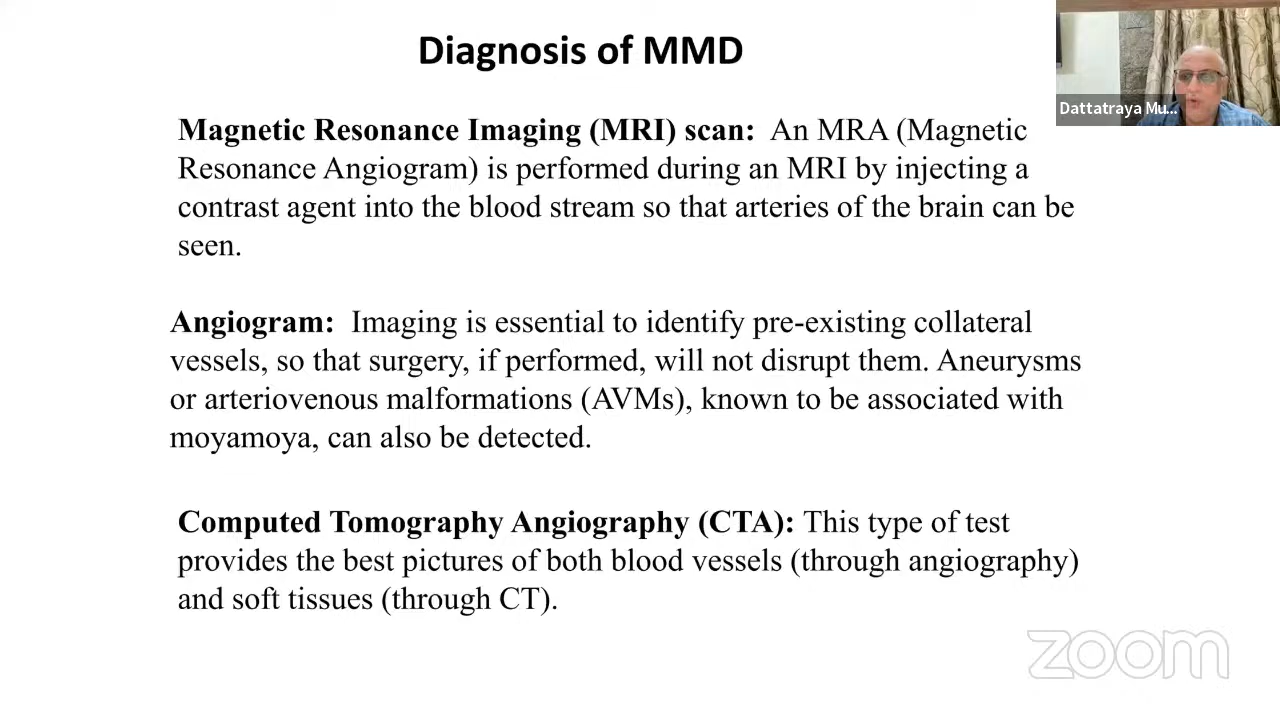 Diagnosis of MMD
Dattatraya Mu...
Magnetic Resonance Imaging (MRI) scan: An MRA (Magnetic
Resonance Angiogram) is performed during an MRI by injecting a
contrast agent into the blood stream so that arteries of the brain can be
seen.
Angiogram: Imaging is essential to identify pre-existing collateral
vessels, so that surgery, if performed, will not disrupt them. Aneurysms
or arteriovenous malformations (AVMs), known to be associated with
moyamoya, can also be detected.
Computed Tomography Angiography (CTA): This type of test
provides the best pictures of both blood vessels (through angiography)
and soft tissues (through CT).
zoom